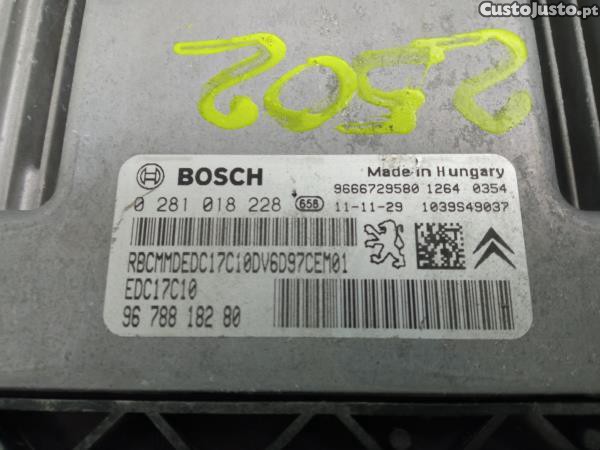 CustoJusto.pt
2502
BOSCH
Made in Hungary
9666729580 1264 0354
0 281 018 228 658 11-11-29 1039S49037
RBCMMDEDC17C10DV6D97CEM01
EDC17C10
96 788 182 80